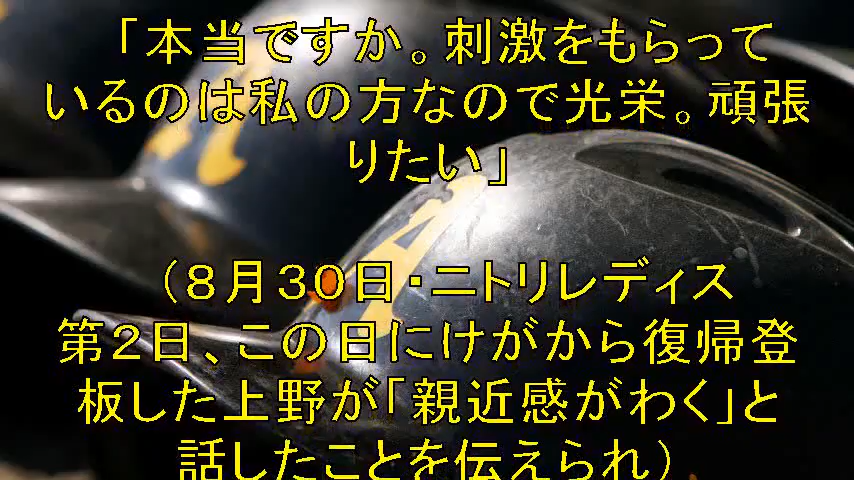 「本当ですか。刺激をもらって
いるのは私の方なので光栄。頑張
りたい」
（８月３０日・ニトリレディス
第２日、この日にけがから復帰登
板した上野が「親近感がわく」と
話したことを伝えられ）